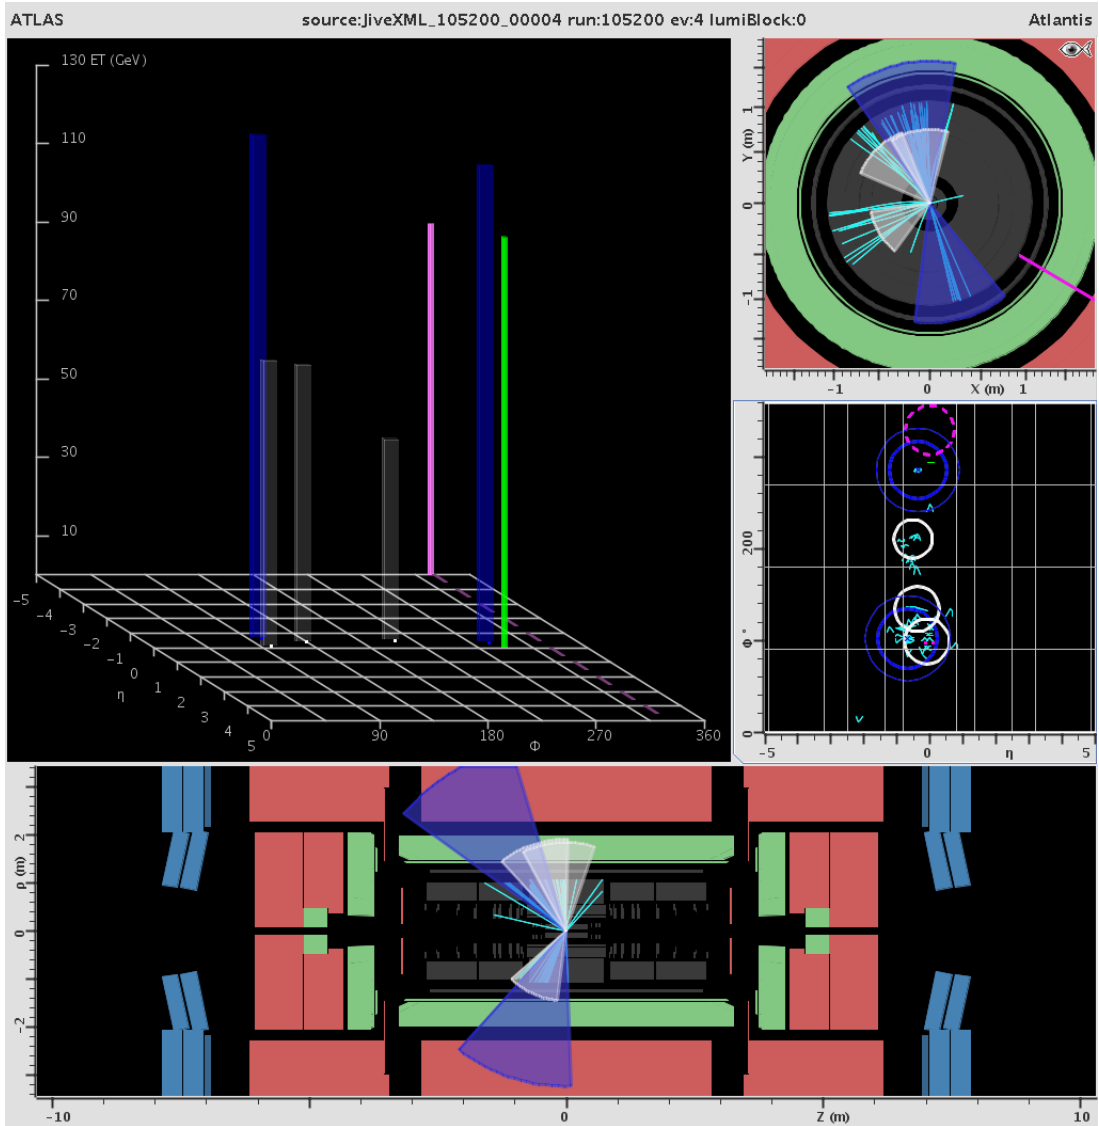 ATLAS source:JiveXML_105200_00004 run:105200 ev:4 lumiBlock:0 Atlantis
130 ET (GeV)
110
90
70
50
30
10
-5
-4
-3
-2
-1
0
1
2
3
4
5
η
0 90 180 270 360
Φ
1
0
-1
Y (m)
-1 0 X (m) 1
200
0
Φ°
-5 0 η 5
2
0
-2
ρ (m)
-10 0 Z (m) 10